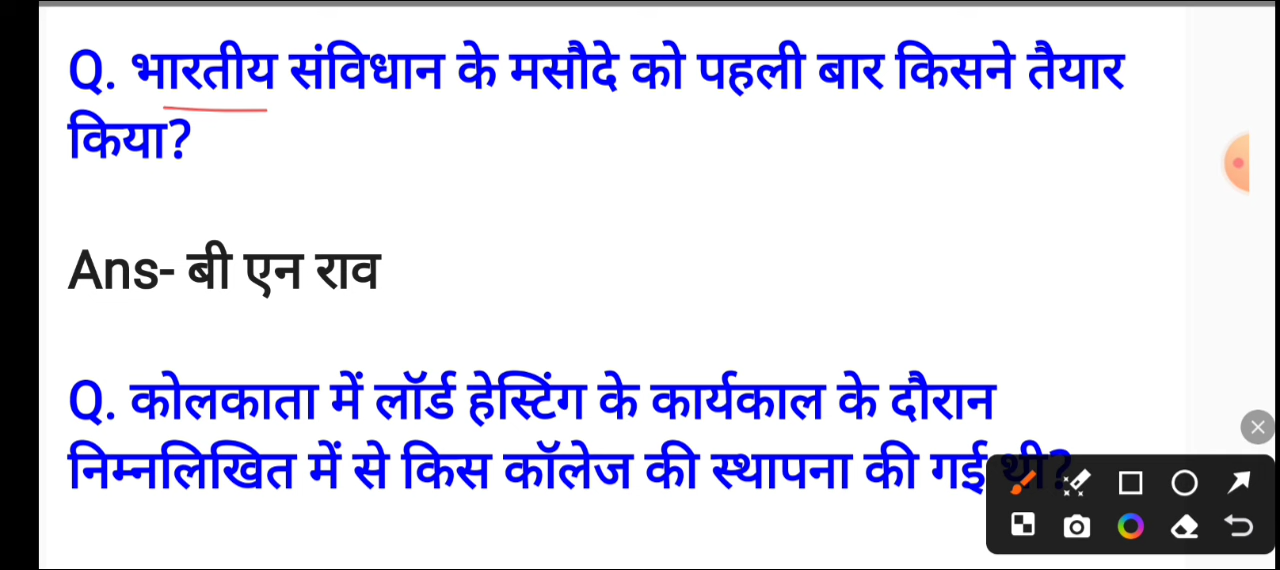 Q. भारतीय संविधान के मसौदे को पहली बार किसने तैयार
किया?
Ans- बी एन राव
Q. कोलकाता में लॉर्ड हेस्टिंग के कार्यकाल के दौरान
निम्नलिखित में से किस कॉलेज की स्थापना की गई थी?